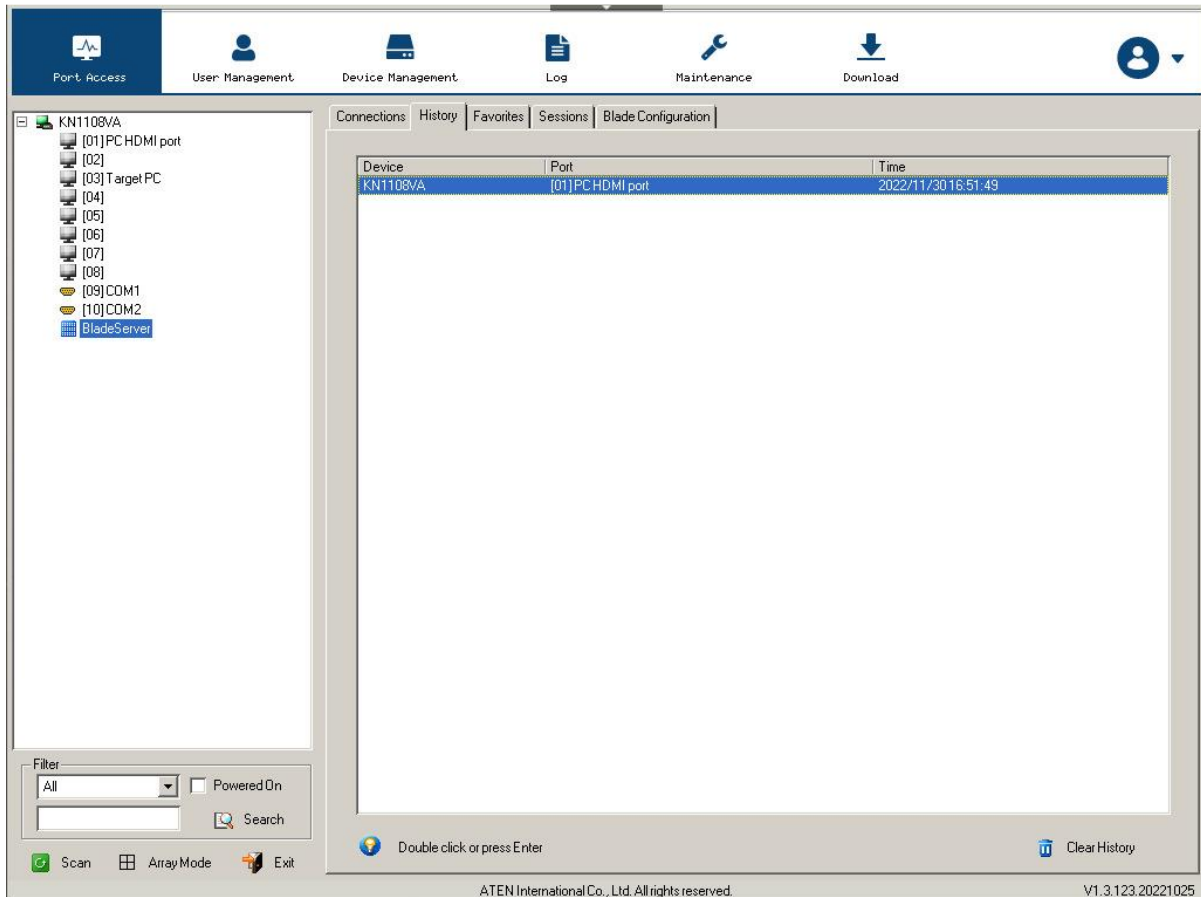 Port Access
User Management
Device Management
Log
Maintenance
Download
KN1108VA
[01]PC HDMI port
[02]
[03]Target PC
[04]
[05]
[06]
[07]
[08]
[09]COM1
[10]COM2
BladeServer
Connections History Favorites Sessions Blade Configuration
Device Port Time
KN1108VA [01]PC HDMI port 2022/11/30 16:51:49
Filter
All Powered On
Search
Scan Array Mode Exit
Double click or press Enter
Clear History
ATEN International Co., Ltd. All rights reserved.
V1.3.123.20221025